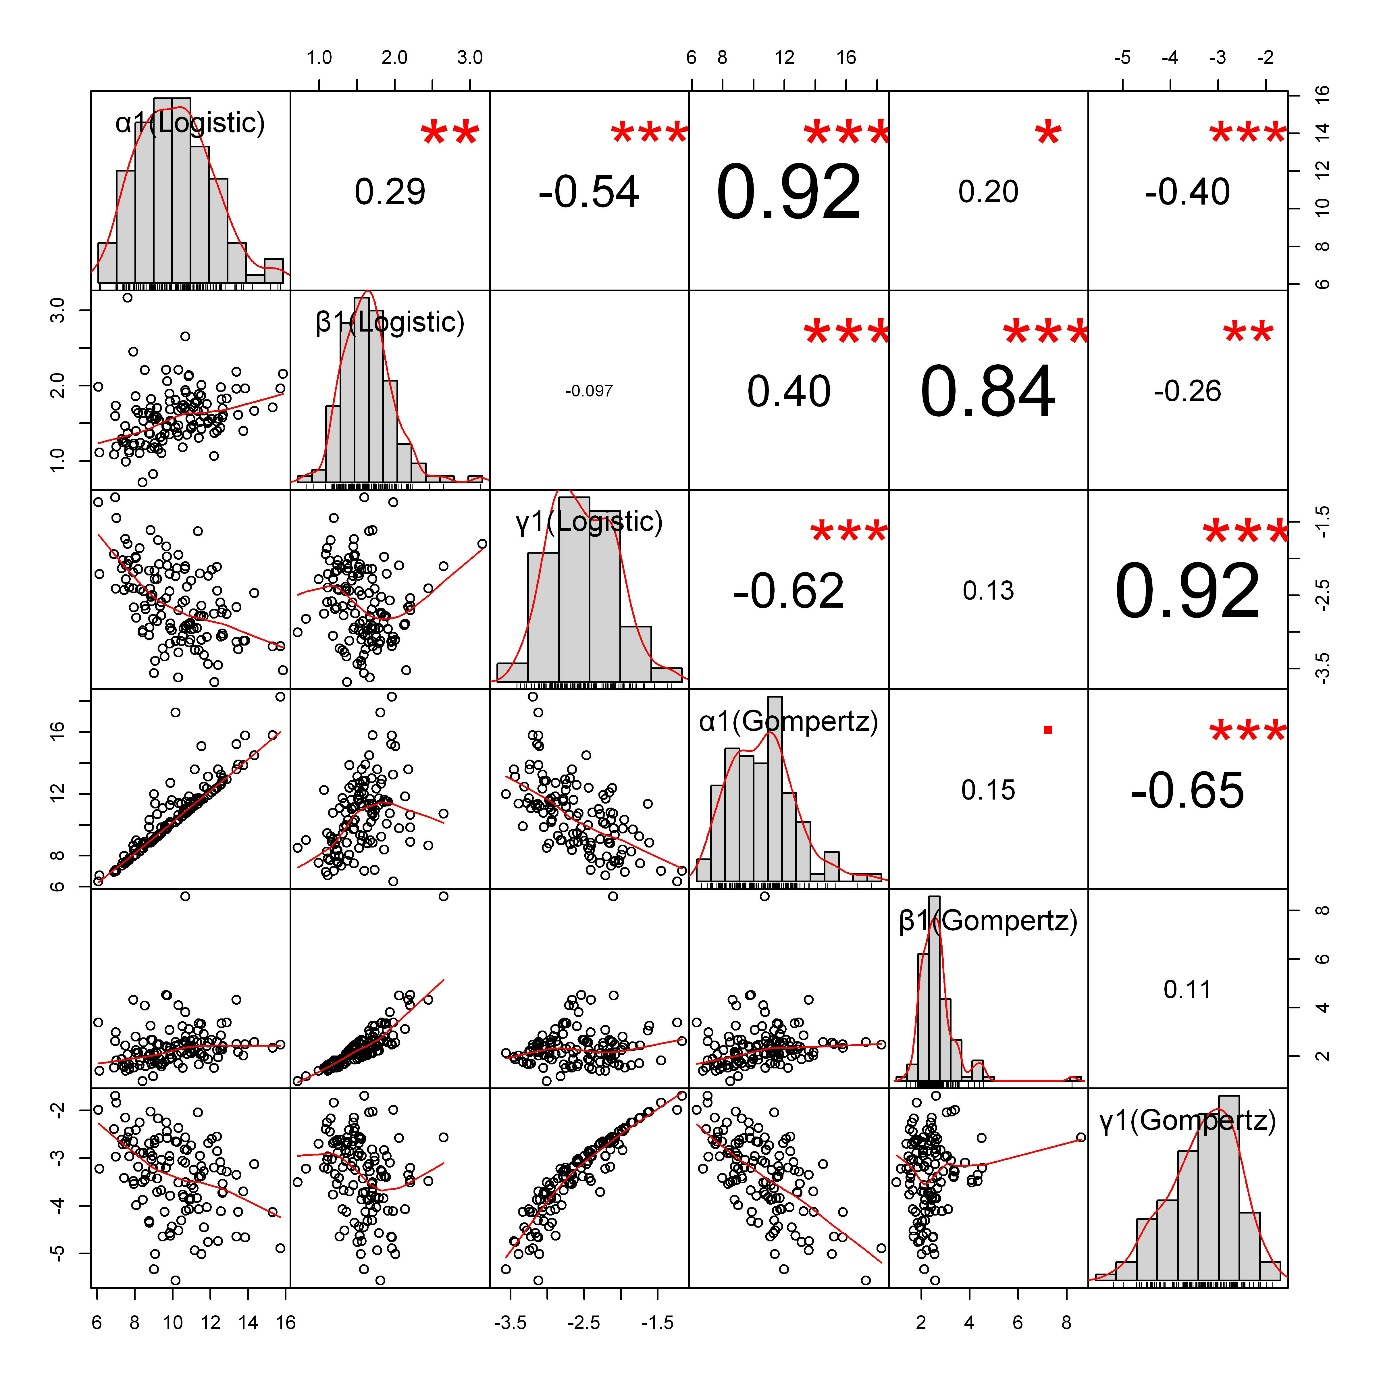 1.0 2.0 3.0 6 8 12 16 -5 -4 -3 -2
α1(Logistic) ** *** *** * *** 16
0.29 -0.54 0.92 0.20 -0.40 14
12
10
8
6
3.0 β1(Logistic) *** *** **
2.0 -0.097 0.40 0.84 -0.26
1.0
γ1(Logistic) *** *** -1.5
-0.62 0.13 0.92 -2.5
-3.5
16 α1(Gompertz) ***
12 0.15 -0.65
8
6
β1(Gompertz) 8
0.11 6
4
2
-2 γ1(Gompertz)
-3
-4
-5
6 8 10 12 14 16 -3.5 -2.5 -1.5 2 4 6 8